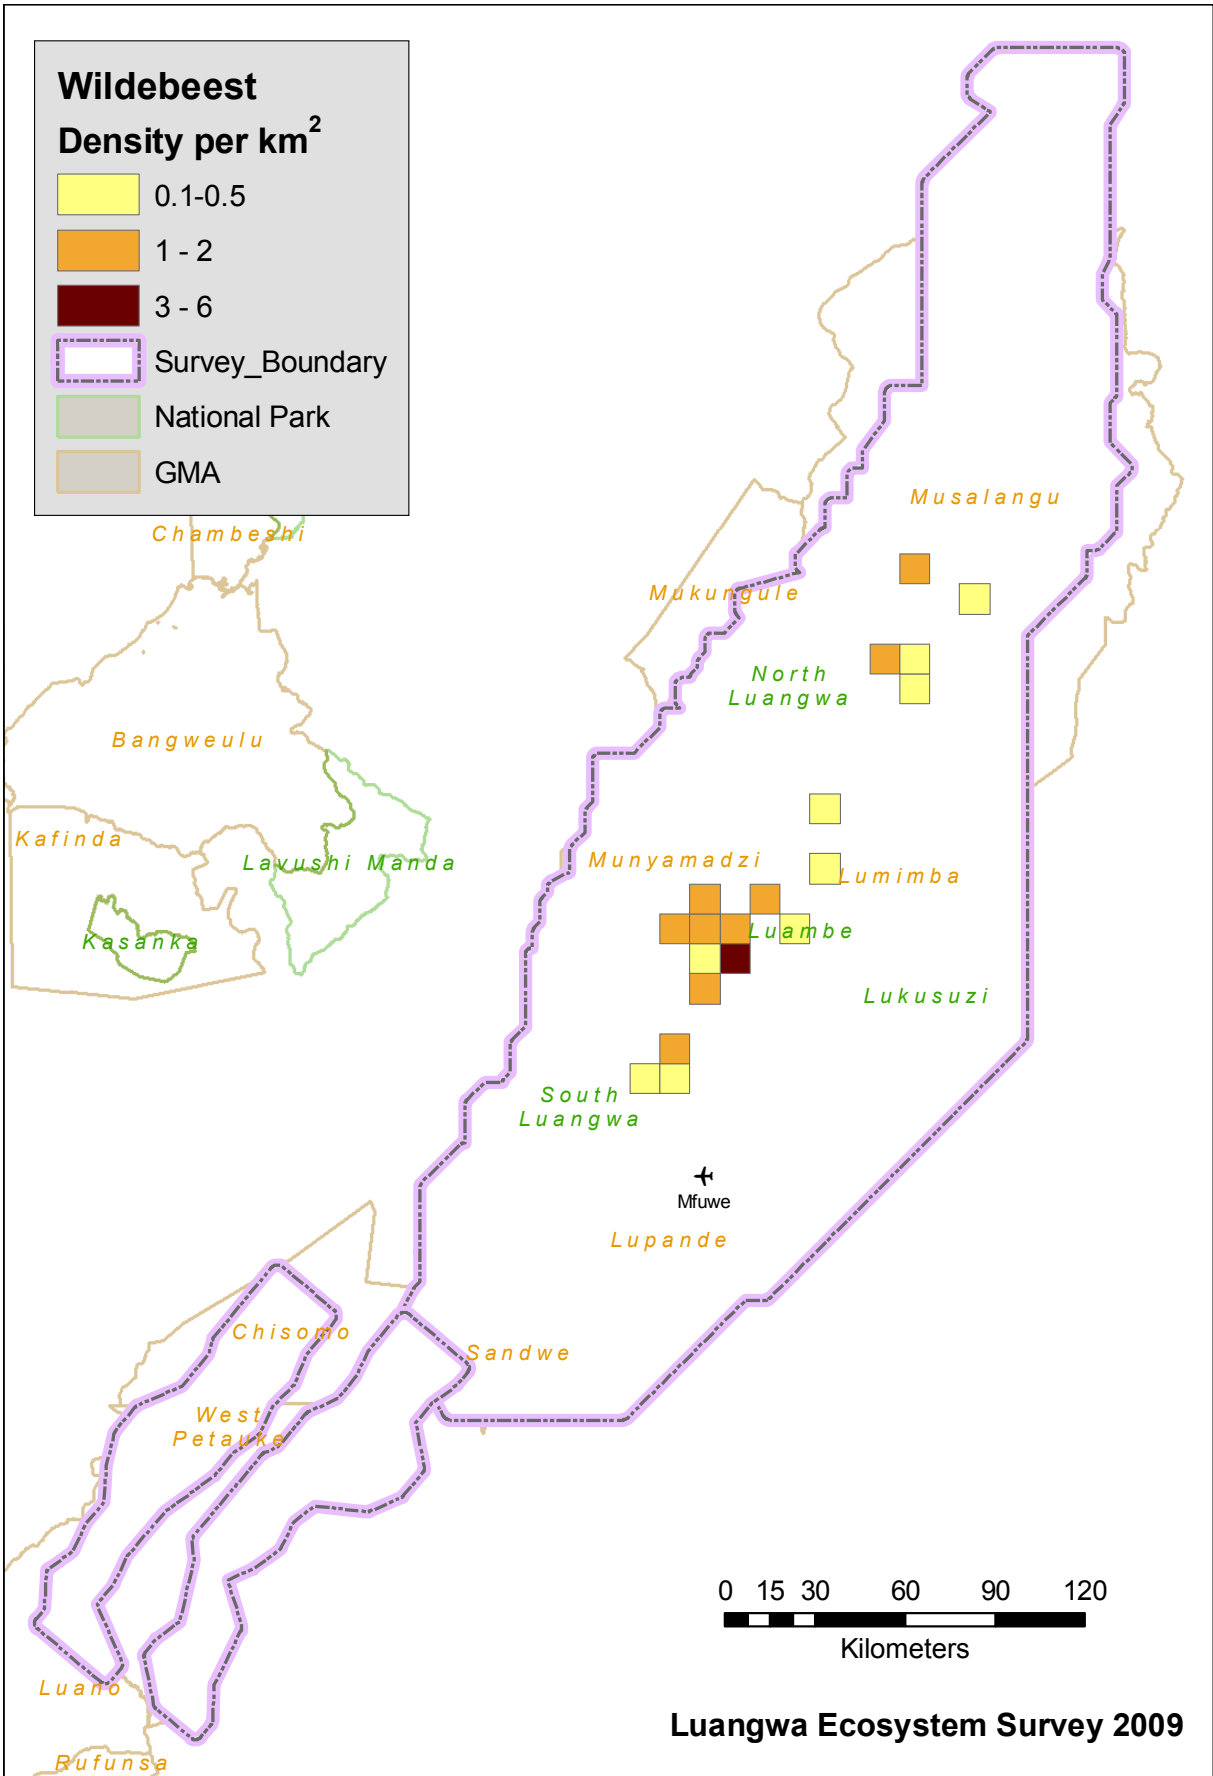 Wildebeest
Density per km²
0.1-0.5
1 - 2
3 - 6
Survey_Boundary
National Park
GMA
Chambeshi
Musalangu
Mukungule
North
Luangwa
Bangweulu
Kafinda
Lavushi Manda
Munyamadzi
Lumimba
Kasanka
Luambe
Lukusuzi
South
Luangwa
Mfuwe
Lupande
Chisomo
Sandwe
West
Petauke
0 15 30 60 90 120
Kilometers
Luano
Luangwa Ecosystem Survey 2009
Rufunsa